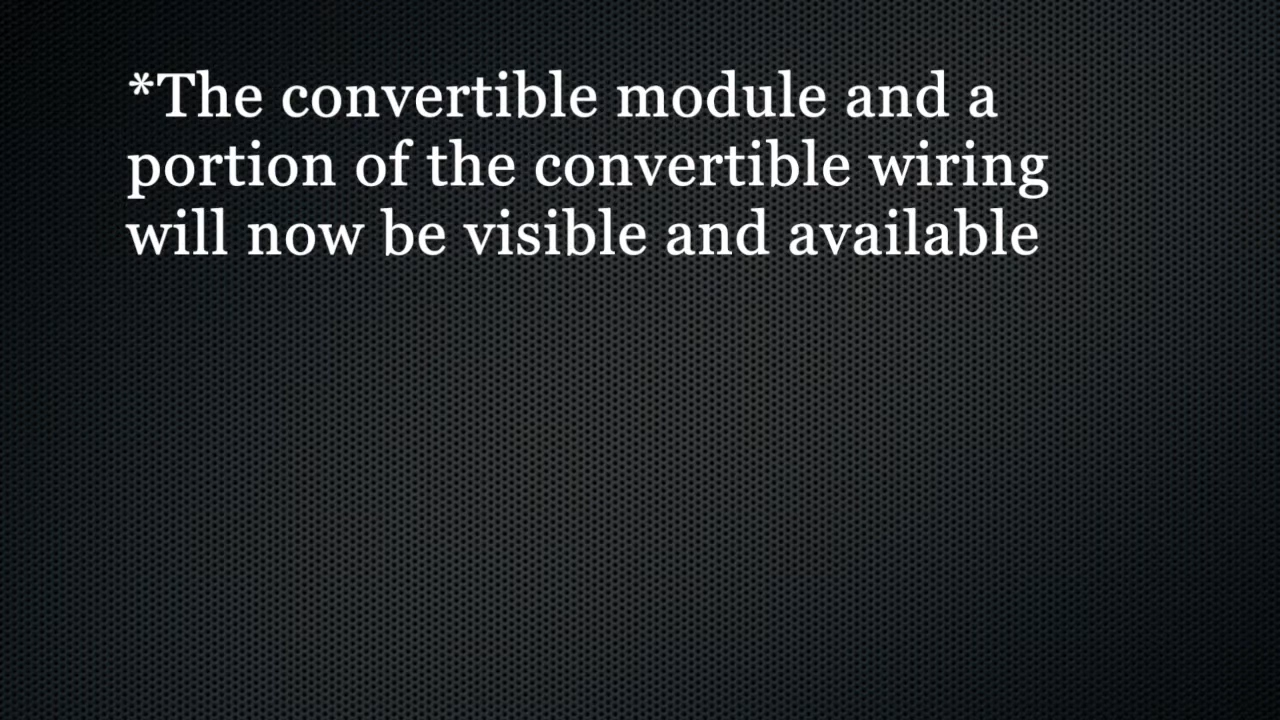 *The convertible module and a
portion of the convertible wiring
will now be visible and available